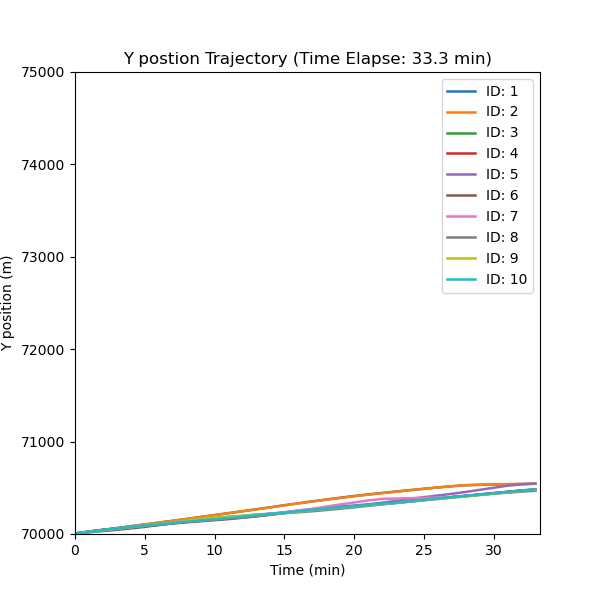 Y postion Trajectory (Time Elapse: 33.3 min)
75000
74000
73000
72000
71000
70000
Y position (m)
ID: 1
ID: 2
ID: 3
ID: 4
ID: 5
ID: 6
ID: 7
ID: 8
ID: 9
ID: 10
0 5 10 15 20 25 30
Time (min)